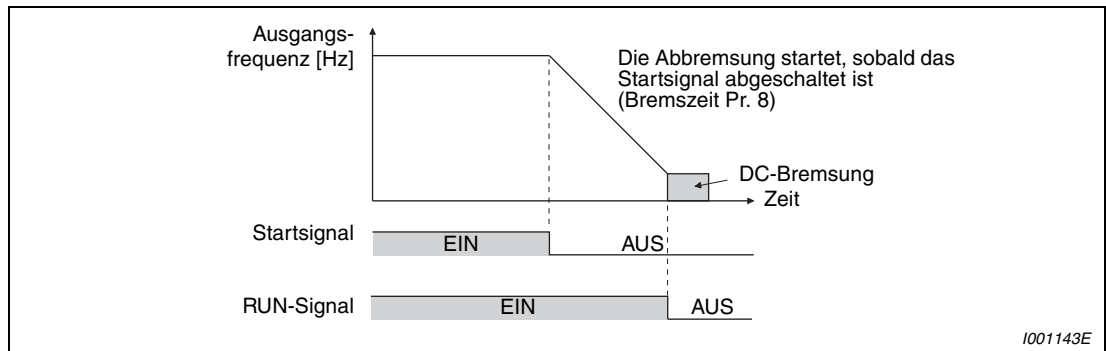 Ausgangs-
frequenz [Hz]
Die Abbremsung startet, sobald das
Startsignal abgeschaltet ist
(Bremszeit Pr. 8)
DC-Bremsung
Zeit
Startsignal
EIN
AUS
RUN-Signal
EIN
AUS
I001143E